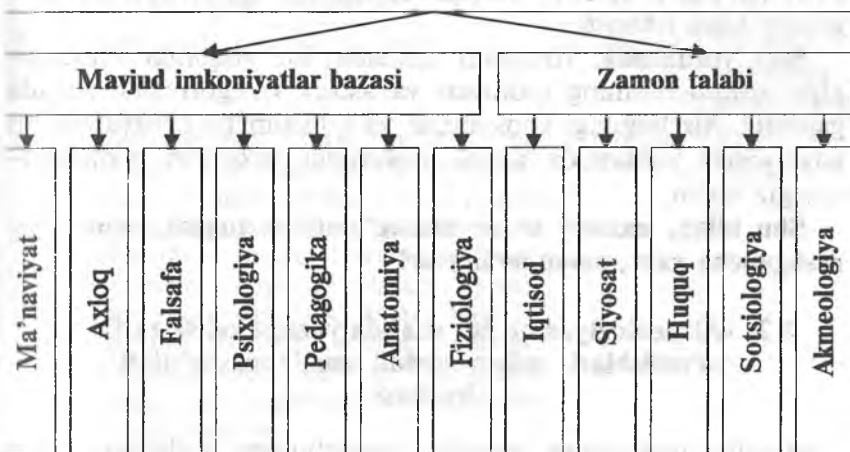 Mavjud imkoniyatlar bazasi
Zamon talabi
Ma'naviyat
Axloq
Falsafa
Psixologiya
Pedagogika
Anatomiya
Fiziologiya
Iqtisod
Siyosat
Huquq
Sotsiologiya
Akmeologiya